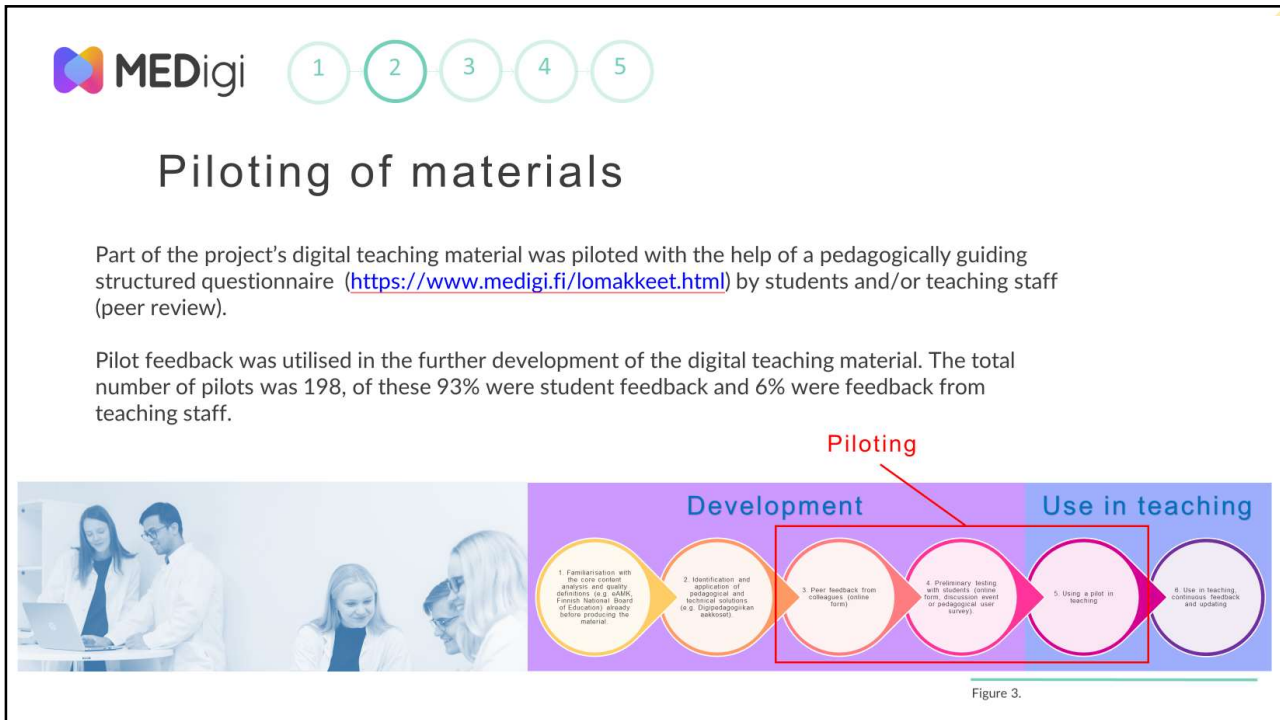 MEDigi
1 2 3 4 5
Piloting of materials
Part of the project's digital teaching material was piloted with the help of a pedagogically guiding
structured questionnaire (https://www.medigi.fi/lomakkeet.html) by students and/or teaching staff
(peer review).
Pilot feedback was utilised in the further development of the digital teaching material. The total
number of pilots was 198, of these 93% were student feedback and 6% were feedback from
teaching staff.
Piloting
Development
Use in teaching
1. Familiarisation with
the core content
analysis and quality
definitions (e.g. eAMK,
Finnish National Board
of Education) already
before producing the
material.
2. Identification and
application of
pedagogical and
technical solutions
(e.g. Digipedagogiikan
aakkoset).
3. Peer feedback from
colleagues (online
form)
4. Preliminary testing
with students (online
form, discussion event
or pedagogical user
survey).
5. Using a pilot in
teaching
6. Use in teaching,
continuous feedback
and updating
Figure 3.